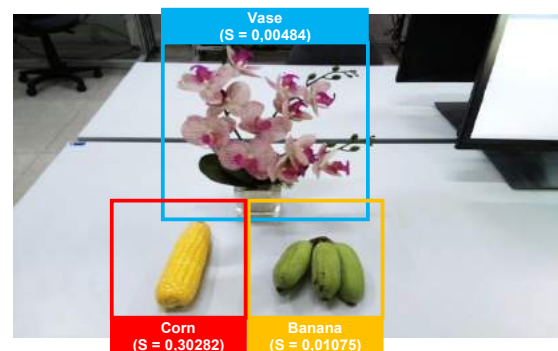 Vase
(S = 0,00484)
Corn
(S = 0,30282)
Banana
(S = 0,01075)